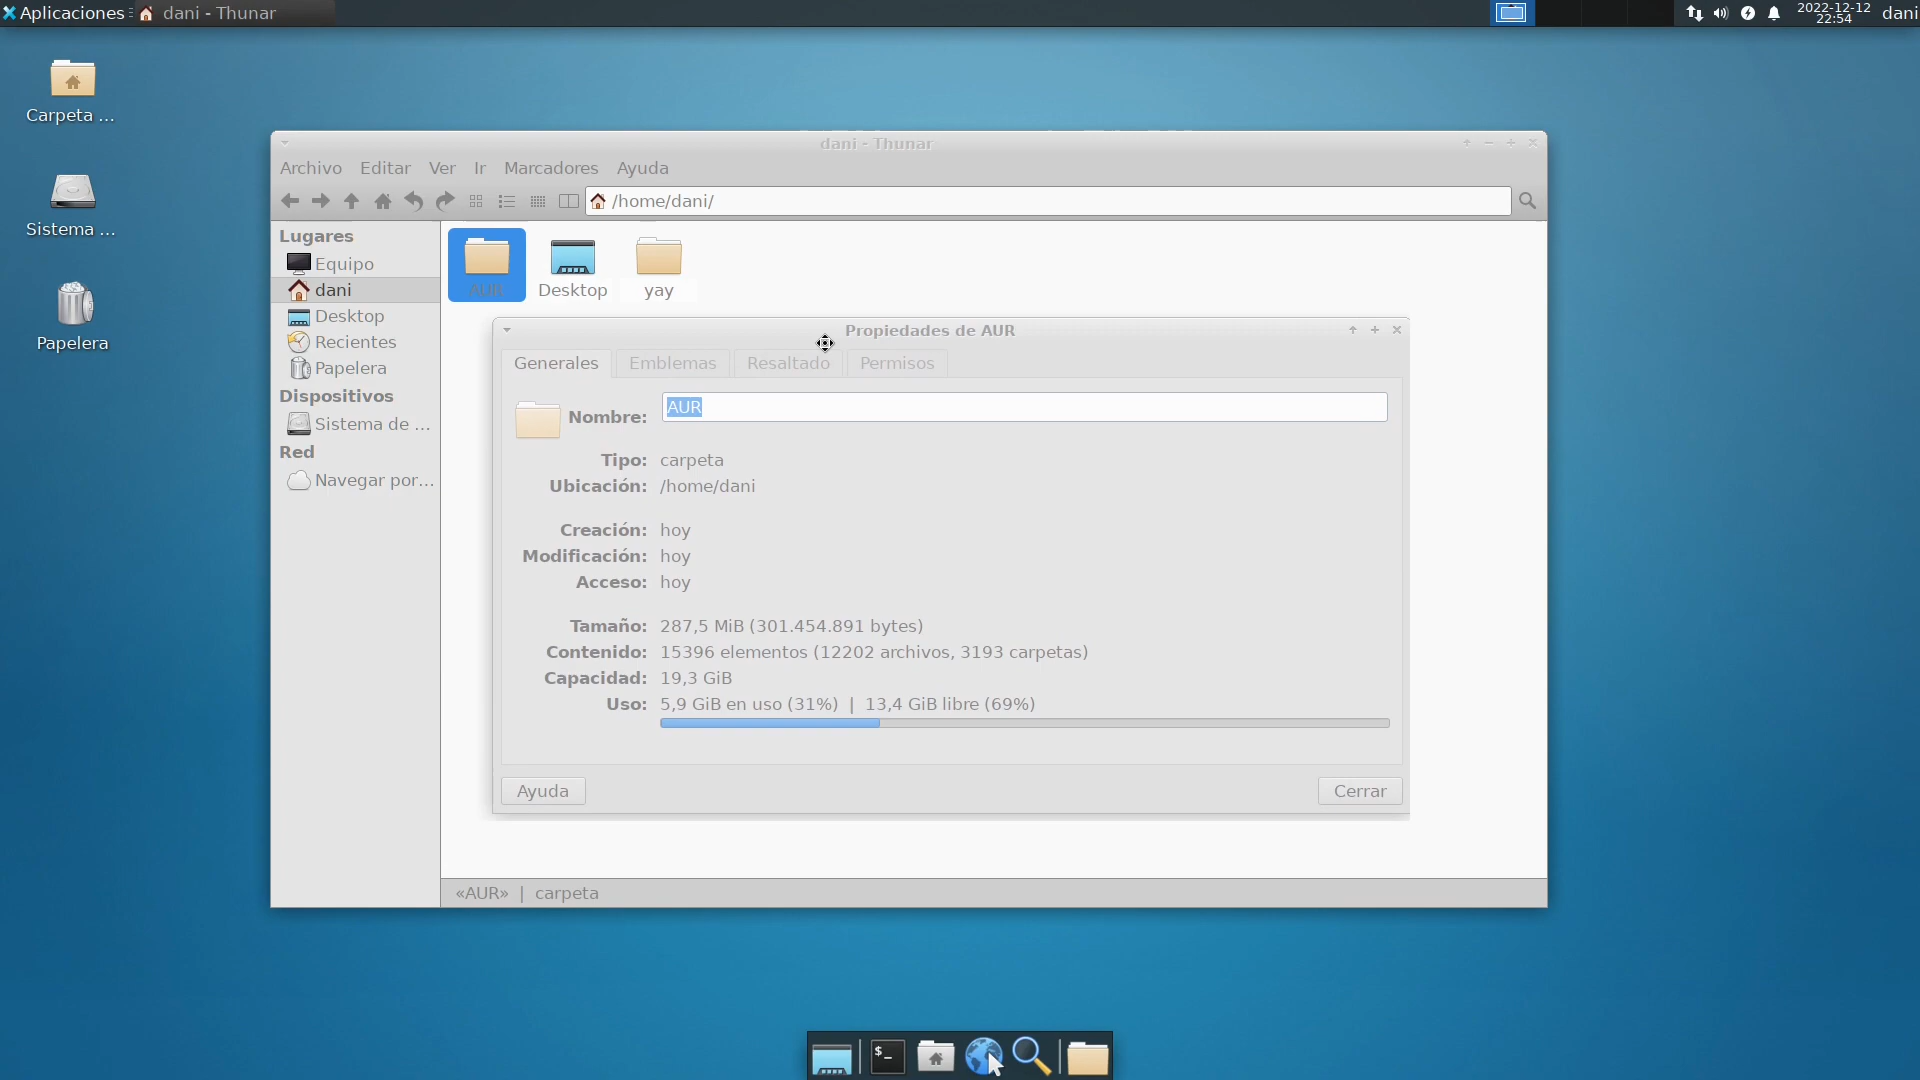 Aplicaciones
dani - Thunar
2022-12-12
22:54
dani
Carpeta ...
Sistema ...
Papelera
dani - Thunar
Archivo Editar Ver Ir Marcadores Ayuda
/home/dani/
Lugares
Equipo
dani
Desktop
Recientes
Papelera
Dispositivos
Sistema de ...
Red
Navegar por...
AUR Desktop yay
Propiedades de AUR
Generales Emblemas Resaltado Permisos
Nombre: AUR
Tipo: carpeta
Ubicación: /home/dani
Creación: hoy
Modificación: hoy
Acceso: hoy
Tamaño: 287,5 MiB (301.454.891 bytes)
Contenido: 15396 elementos (12202 archivos, 3193 carpetas)
Capacidad: 19,3 GiB
Uso: 5,9 GiB en uso (31%) | 13,4 GiB libre (69%)
Ayuda Cerrar
«AUR» | carpeta
$_